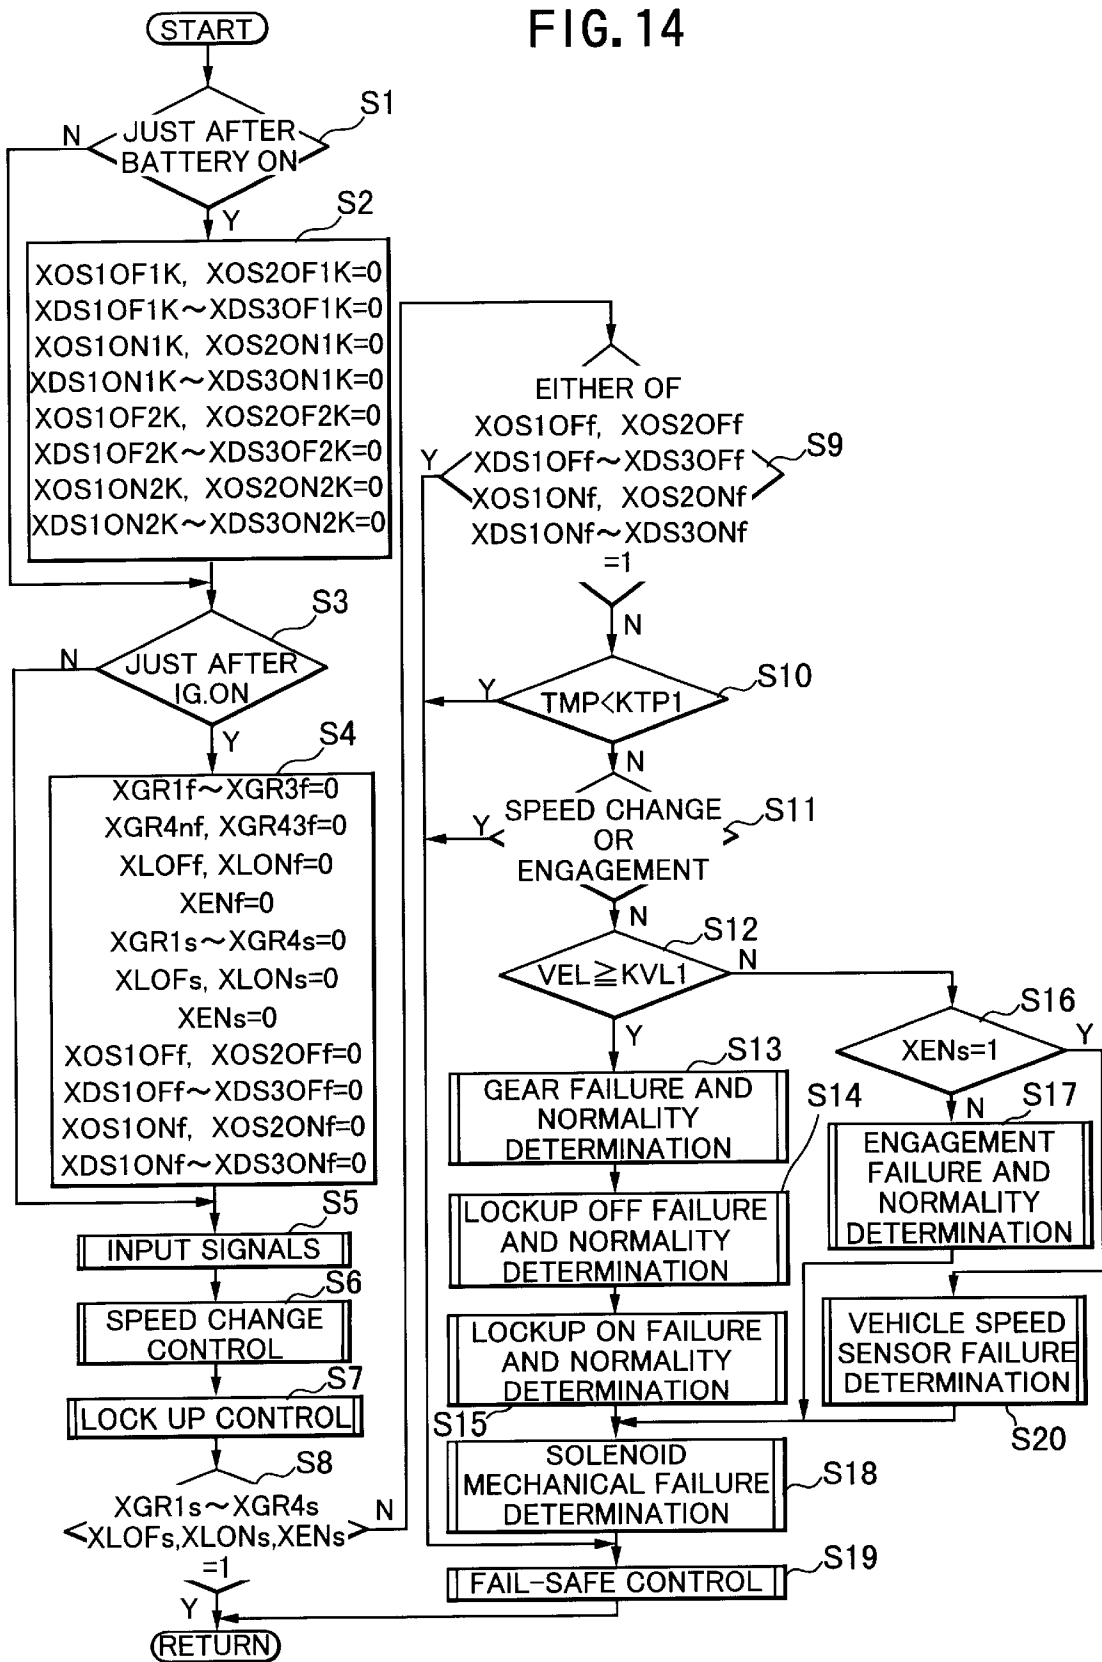 FIG.14
START
S1
N
JUST AFTER
BATTERY ON
Y
S2
XOS1OF1K, XOS2OF1K=0
XDS1OF1K~XDS3OF1K=0
XOS1ON1K, XOS2ON1K=0
XDS1ON1K~XDS3ON1K=0
XOS1OF2K, XOS2OF2K=0
XDS1OF2K~XDS3OF2K=0
XOS1ON2K, XOS2ON2K=0
XDS1ON2K~XDS3ON2K=0
S3
N
JUST AFTER
IG.ON
Y
S4
XGR1f~XGR3f=0
XGR4nf, XGR43f=0
XLOFf, XLONf=0
XENf=0
XGR1s~XGR4s=0
XLOFs, XLONs=0
XENs=0
XOS1OFf, XOS2OFf=0
XDS1OFf~XDS3OFf=0
XOS1ONf, XOS2ONf=0
XDS1ONf~XDS3ONf=0
S5
INPUT SIGNALS
S6
SPEED CHANGE
CONTROL
S7
LOCK UP CONTROL
S8
XGR1s~XGR4s
XLOFs,XLONs,XENs
=1
N
Y
RETURN
EITHER OF
XOS1OFf, XOS2OFf
XDS1OFf~XDS3OFf
XOS1ONf, XOS2ONf
XDS1ONf~XDS3ONf
=1
S9
Y
N
S10
Y
TMP<KTP1
N
S11
Y
SPEED CHANGE
OR
ENGAGEMENT
N
S12
VEL≧KVL1
N
Y
S13
GEAR FAILURE AND
NORMALITY
DETERMINATION
S14
LOCKUP OFF FAILURE
AND NORMALITY
DETERMINATION
LOCKUP ON FAILURE
AND NORMALITY
DETERMINATION
S15
S16
XENs=1
Y
N
S17
ENGAGEMENT
FAILURE AND
NORMALITY
DETERMINATION
VEHICLE SPEED
SENSOR FAILURE
DETERMINATION
S20
SOLENOID
MECHANICAL FAILURE
DETERMINATION
S18
S19
FAIL-SAFE CONTROL